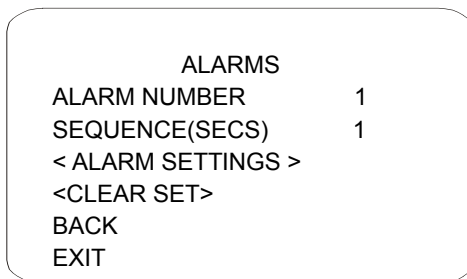 ALARMS
ALARM NUMBER 1
SEQUENCE(SECS) 1
< ALARM SETTINGS >
<CLEAR SET>
BACK
EXIT